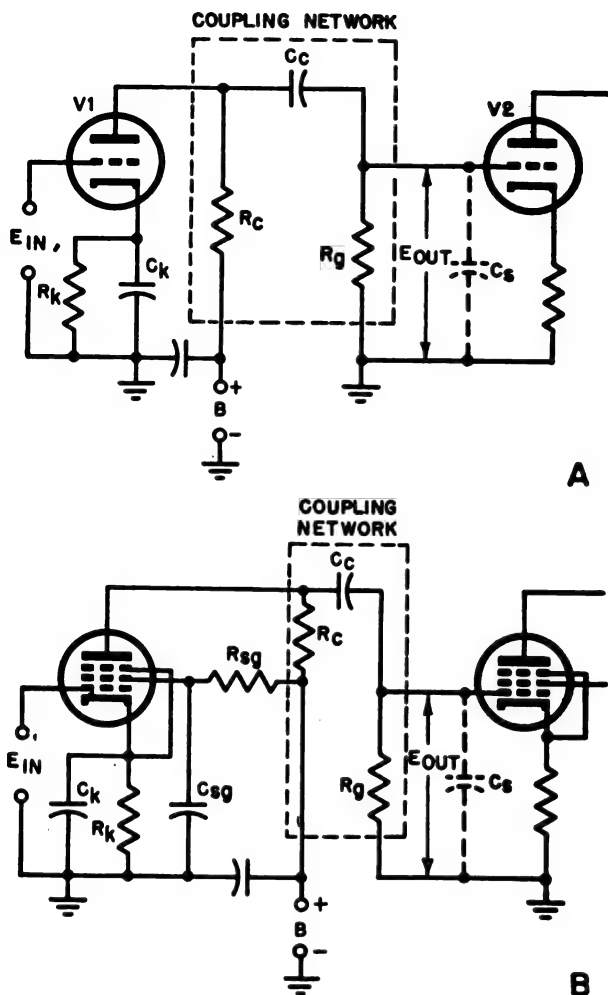 COUPLING NETWORK
Cc
V1
V2
EIN,
Rc
Rg
EOUT
Cs
Rk
Ck
+
B
-
A
COUPLING
NETWORK
Cc
Rc
Rsg
EIN
Ck
Rk
Csg
Rg
EOUT
Cs
+
B
-
B